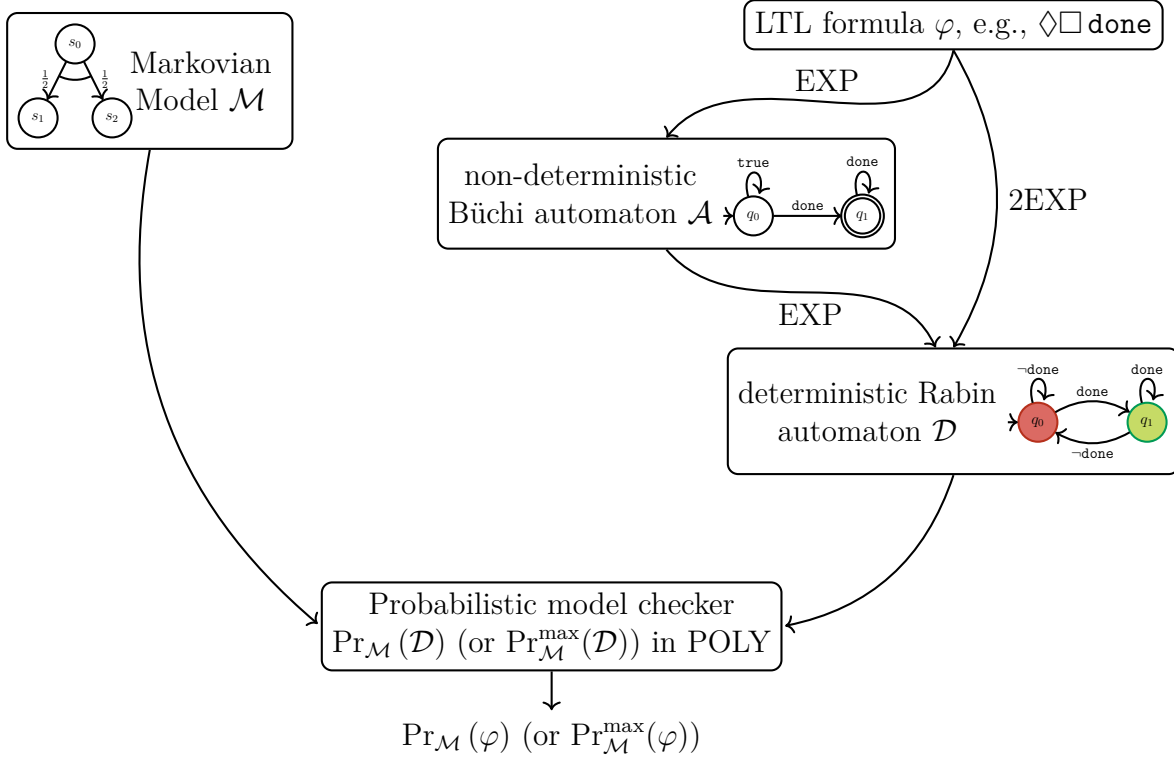 s₀
½
½
s₁
s₂
Markovian
Model ℳ
LTL formula φ, e.g., ◇□ done
EXP
non-deterministic
Büchi automaton 𝒜
true
done
q₀
done
q₁
2EXP
EXP
deterministic Rabin
automaton 𝒟
¬done
done
done
q₀
q₁
¬done
Probabilistic model checker
Pr_ℳ(𝒟) (or Pr_ℳ^max(𝒟)) in POLY
Pr_ℳ(φ) (or Pr_ℳ^max(φ))